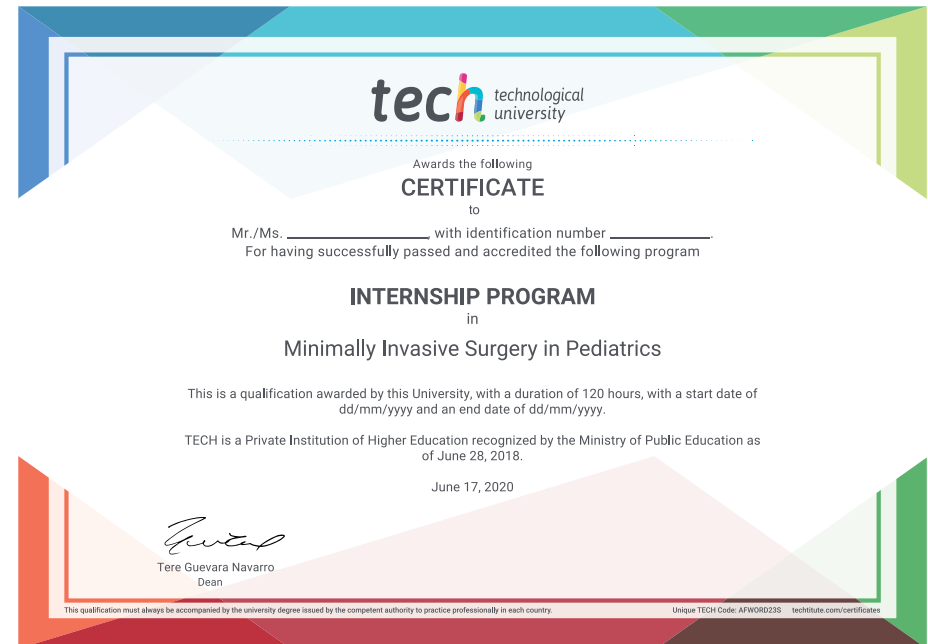 tech technological
university
Awards the following
CERTIFICATE
to
Mr./Ms. ____________________, with identification number ______________.
For having successfully passed and accredited the following program
INTERNSHIP PROGRAM
in
Minimally Invasive Surgery in Pediatrics
This is a qualification awarded by this University, with a duration of 120 hours, with a start date of
dd/mm/yyyy and an end date of dd/mm/yyyy.
TECH is a Private Institution of Higher Education recognized by the Ministry of Public Education as
of June 28, 2018.
June 17, 2020
Tere Guevara Navarro
Dean
This qualification must always be accompanied by the university degree issued by the competent authority to practice professionally in each country. Unique TECH Code: AFWORD23S techtitute.com/certificates